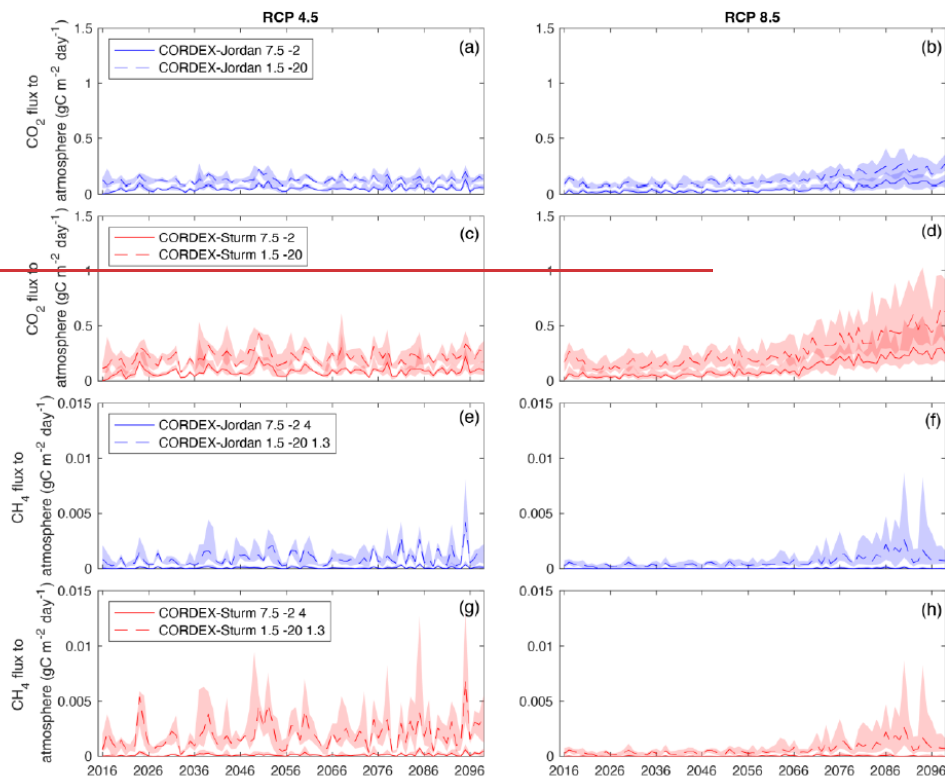 RCP 4.5
RCP 8.5
CO2 flux to
atmosphere (gC m−2 day−1)
1.5
1
0.5
0
CORDEX-Jordan 7.5 -2
CORDEX-Jordan 1.5 -20
(a)
1.5
1
0.5
0
(b)
CO2 flux to
atmosphere (gC m−2 day−1)
1.5
1
0.5
0
CORDEX-Sturm 7.5 -2
CORDEX-Sturm 1.5 -20
(c)
1.5
1
0.5
0
(d)
CH4 flux to
atmosphere (gC m−2 day−1)
0.015
0.01
0.005
0
CORDEX-Jordan 7.5 -2 4
CORDEX-Jordan 1.5 -20 1.3
(e)
0.015
0.01
0.005
0
(f)
CH4 flux to
atmosphere (gC m−2 day−1)
0.015
0.01
0.005
0
CORDEX-Sturm 7.5 -2 4
CORDEX-Sturm 1.5 -20 1.3
(g)
0.015
0.01
0.005
0
(h)
2016 2026 2036 2046 2056 2066 2076 2086 2096
2016 2026 2036 2046 2056 2066 2076 2086 2096